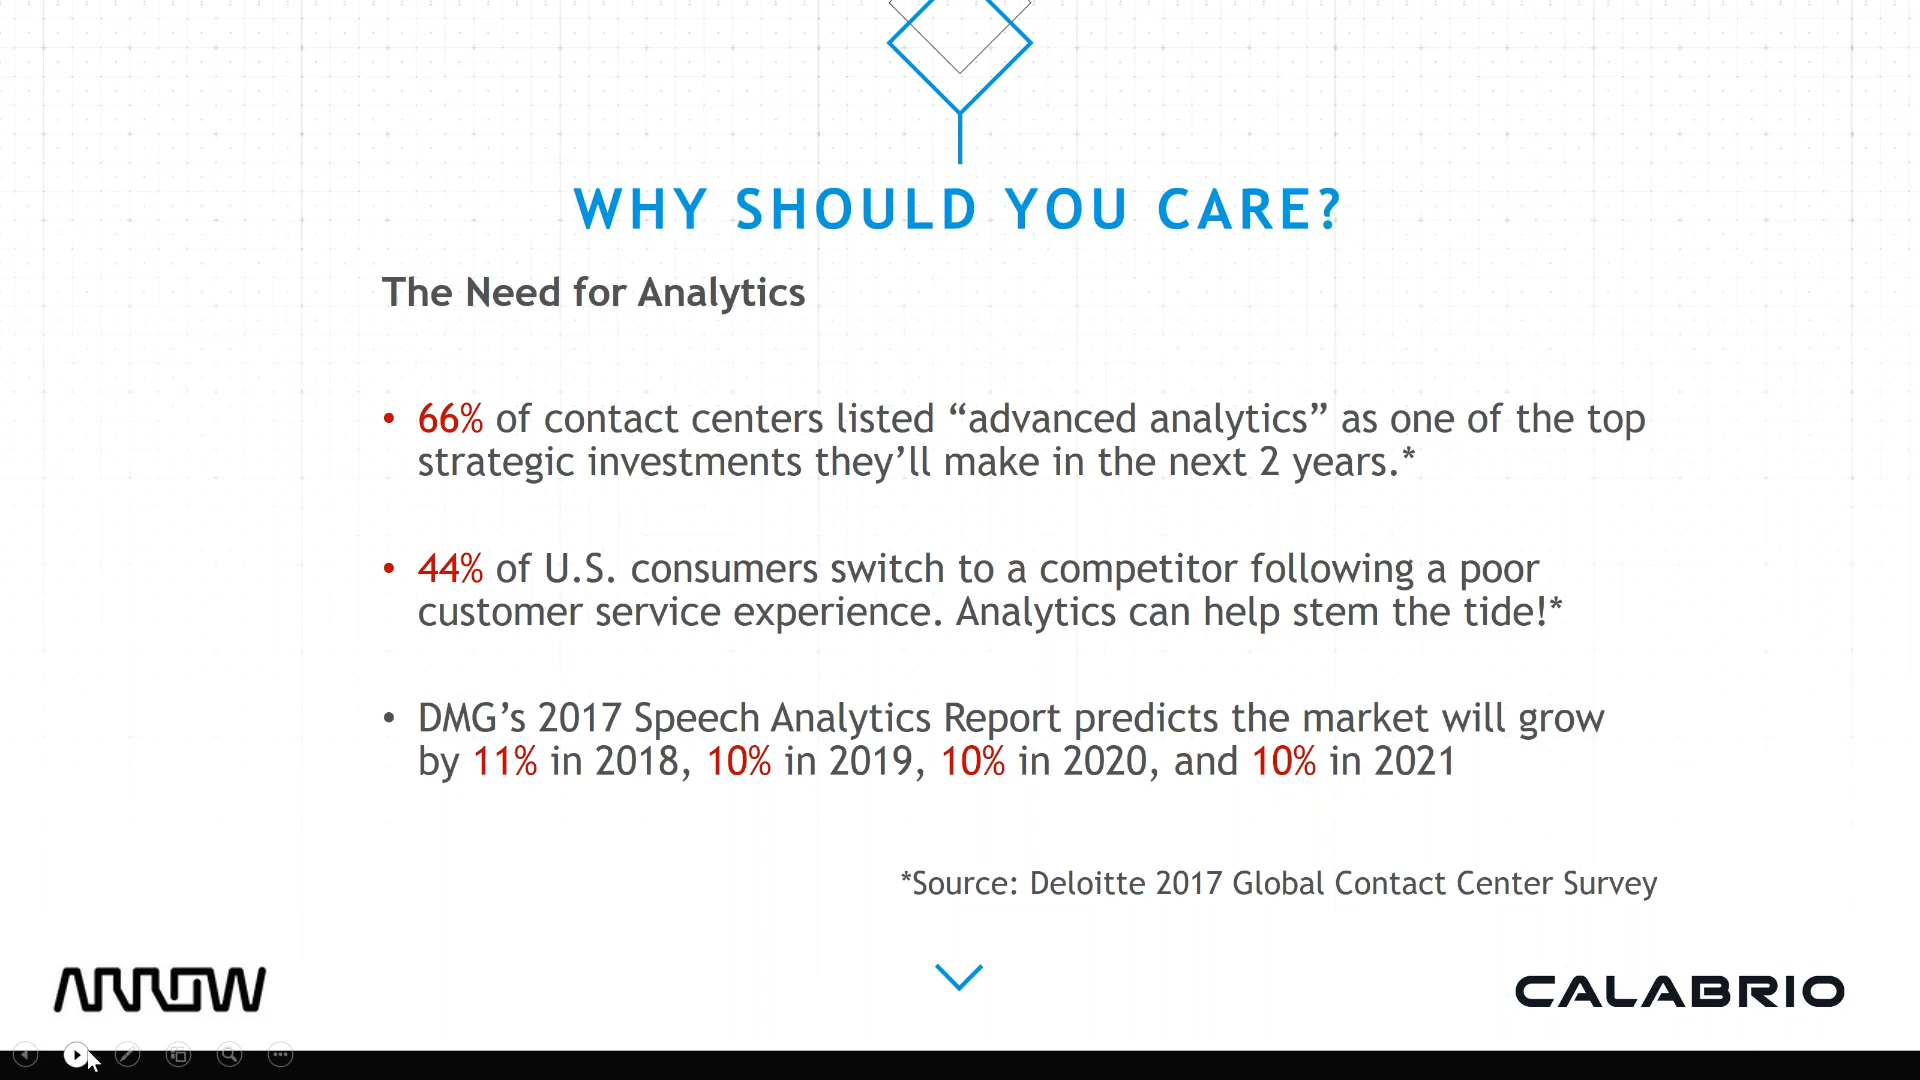 WHY SHOULD YOU CARE?
The Need for Analytics
• 66% of contact centers listed “advanced analytics” as one of the top
strategic investments they’ll make in the next 2 years.*
• 44% of U.S. consumers switch to a competitor following a poor
customer service experience. Analytics can help stem the tide!*
• DMG’s 2017 Speech Analytics Report predicts the market will grow
by 11% in 2018, 10% in 2019, 10% in 2020, and 10% in 2021
*Source: Deloitte 2017 Global Contact Center Survey
ARROW
CALABRIO